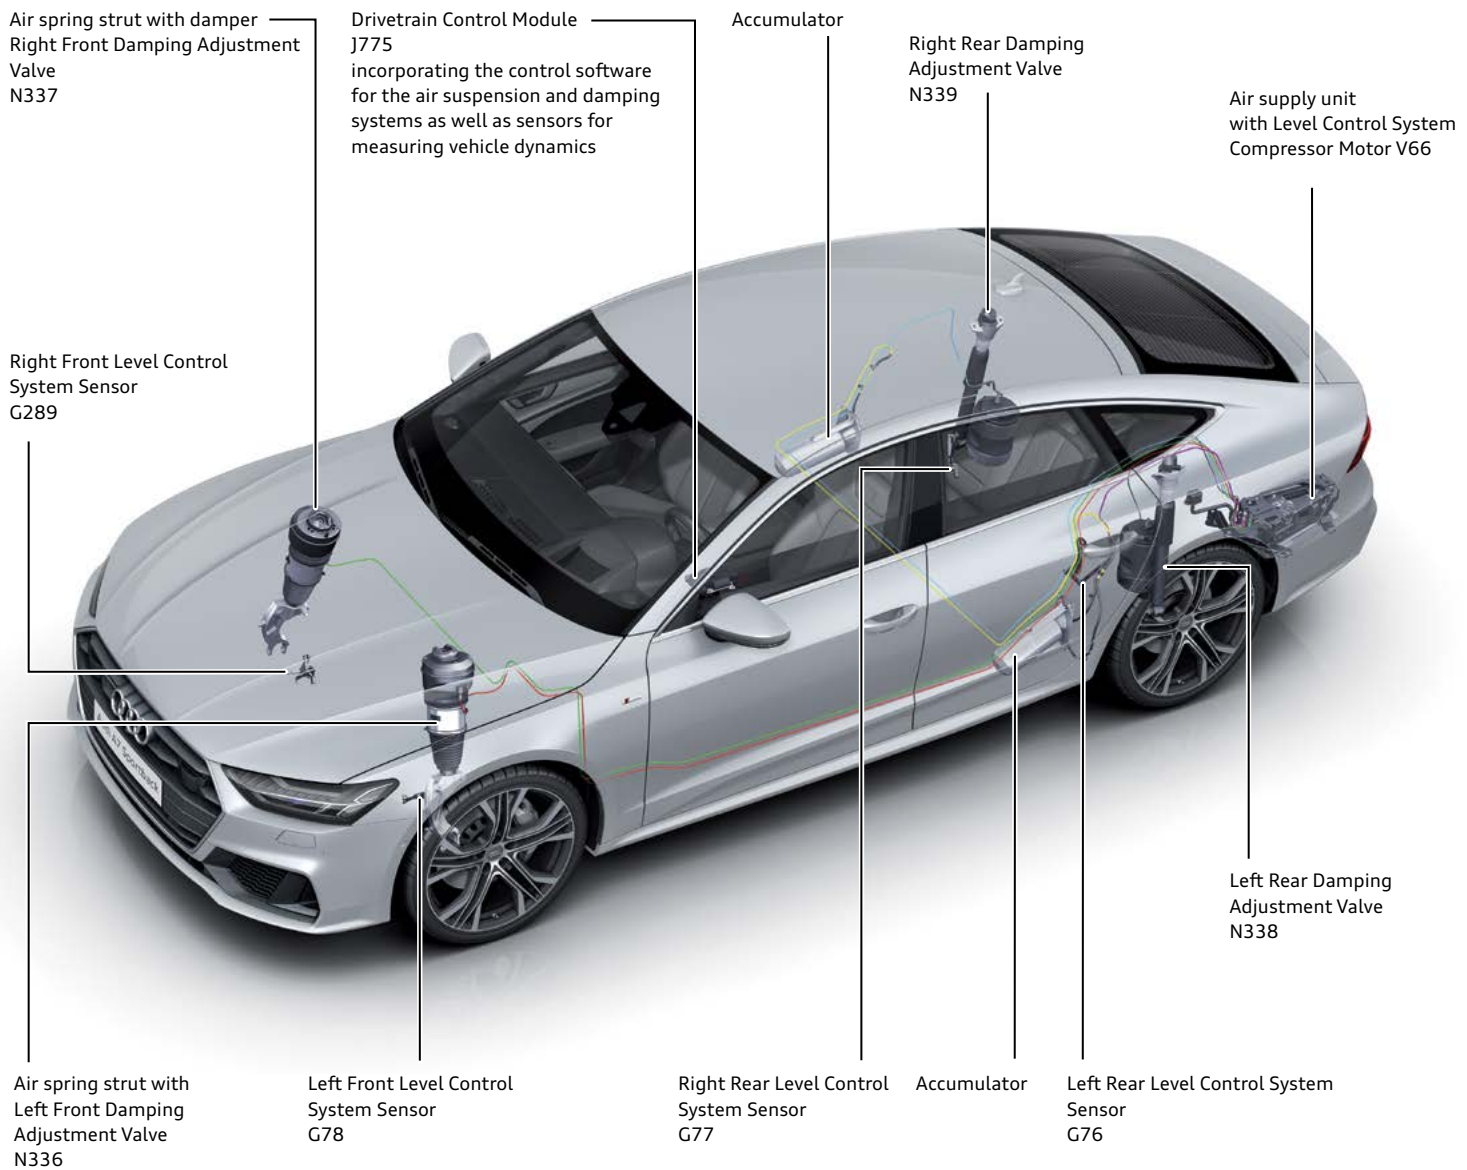 Air spring strut with damper
Right Front Damping Adjustment
Valve
N337
Drivetrain Control Module
J775
incorporating the control software
for the air suspension and damping
systems as well as sensors for
measuring vehicle dynamics
Accumulator
Right Rear Damping
Adjustment Valve
N339
Air supply unit
with Level Control System
Compressor Motor V66
Right Front Level Control
System Sensor
G289
A7 Sportback
Left Rear Damping
Adjustment Valve
N338
Air spring strut with
Left Front Damping
Adjustment Valve
N336
Left Front Level Control
System Sensor
G78
Right Rear Level Control
System Sensor
G77
Accumulator
Left Rear Level Control System
Sensor
G76